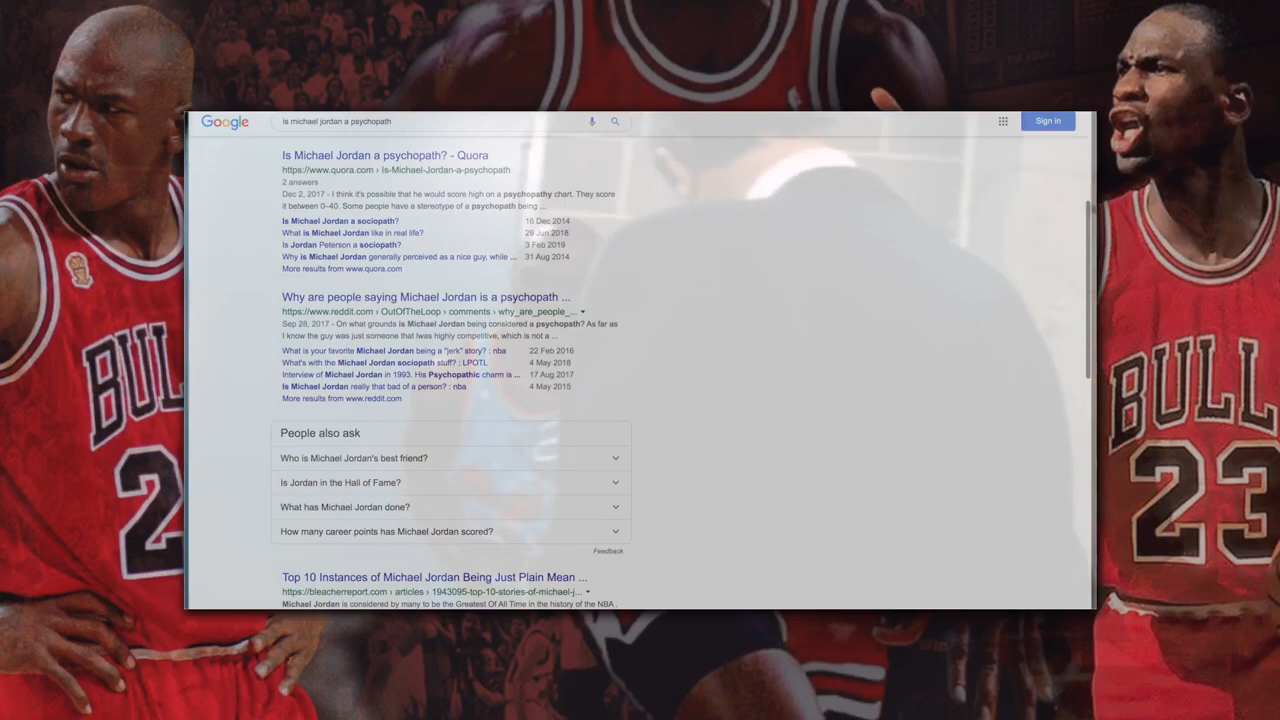 Google
is michael jordan a psychopath
Sign in
Is Michael Jordan a psychopath? - Quora
https://www.quora.com › Is-Michael-Jordan-a-psychopath
2 answers
Dec 2, 2017 - I think it's possible that he would score high on a psychopathy chart. They score
it between 0–40. Some people have a stereotype of a psychopath being ...
Is Michael Jordan a sociopath? 16 Dec 2014
What is Michael Jordan like in real life? 29 Jun 2018
Is Jordan Peterson a sociopath? 3 Feb 2019
Why is Michael Jordan generally perceived as a nice guy, while ... 31 Aug 2014
More results from www.quora.com
Why are people saying Michael Jordan is a psychopath ...
https://www.reddit.com › OutOfTheLoop › comments › why_are_people_...
Sep 28, 2017 - On what grounds is Michael Jordan being considered a psychopath? As far as
I know the guy was just someone that Iwas highly competitive, which is not a ...
What is your favorite Michael Jordan being a "jerk" story? : nba 22 Feb 2016
What's with the Michael Jordan sociopath stuff? : LPOTL 4 May 2018
Interview of Michael Jordan in 1993. His Psychopathic charm is ... 17 Aug 2017
Is Michael Jordan really that bad of a person? : nba 4 May 2015
More results from www.reddit.com
People also ask
Who is Michael Jordan's best friend?
Is Jordan in the Hall of Fame?
What has Michael Jordan done?
How many career points has Michael Jordan scored?
Feedback
Top 10 Instances of Michael Jordan Being Just Plain Mean ...
https://bleacherreport.com › articles › 1943095-top-10-stories-of-michael-j...
Michael Jordan is considered by many to be the Greatest Of All Time in the history of the NBA .
BUL
2
BULL
23